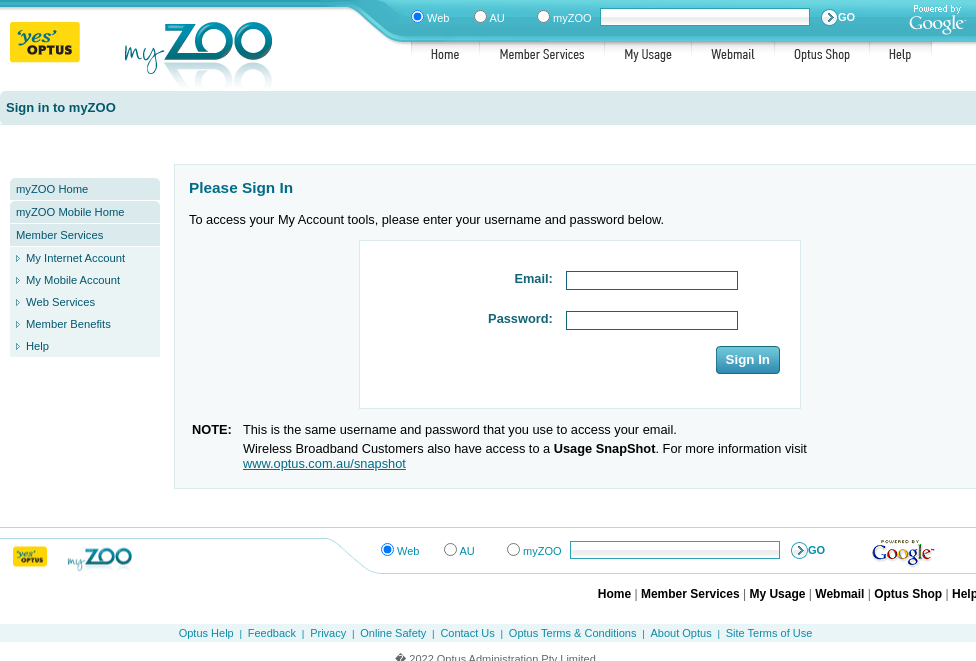 'yes' OPTUS
my ZOO
Web AU myZOO GO
Powered by Google
Home Member Services My Usage Webmail Optus Shop Help
Sign in to myZOO
myZOO Home
myZOO Mobile Home
Member Services
My Internet Account
My Mobile Account
Web Services
Member Benefits
Help
Please Sign In
To access your My Account tools, please enter your username and password below.
Email:
Password:
Sign In
NOTE: This is the same username and password that you use to access your email.
Wireless Broadband Customers also have access to a Usage SnapShot. For more information visit
www.optus.com.au/snapshot
'yes' OPTUS
my ZOO
Web AU myZOO GO
POWERED BY Google
Home | Member Services | My Usage | Webmail | Optus Shop | Help
Optus Help | Feedback | Privacy | Online Safety | Contact Us | Optus Terms & Conditions | About Optus | Site Terms of Use
� 2022 Optus Administration Pty Limited